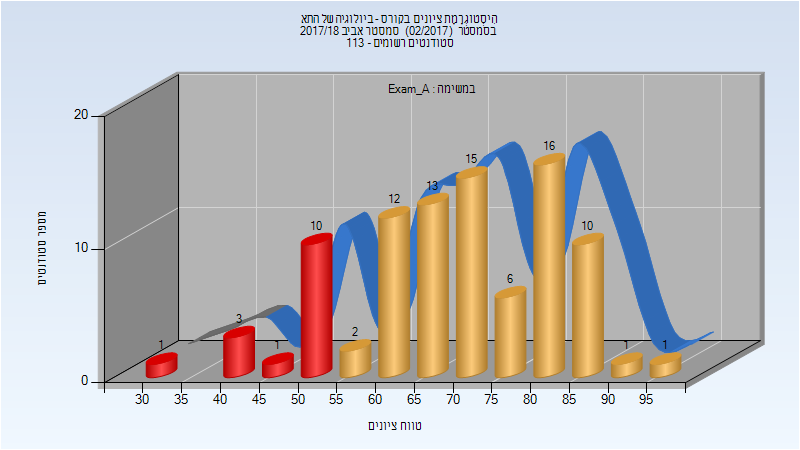 היסטוגרמת ציונים בקורס - ביולוגיה של התא
בסמסטר (02/2017) סמסטר אביב 2017/18
סטודנטים רשומים - 113
במשימה : Exam_A
מספר סטודנטים
20
10
0
1
3
1
10
2
12
13
15
6
16
10
1
1
30 35 40 45 50 55 60 65 70 75 80 85 90 95
טווח ציונים